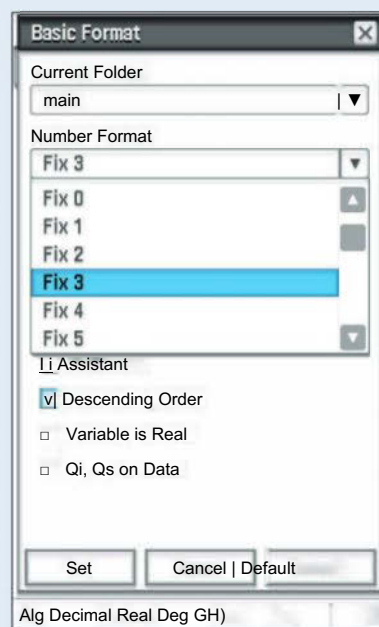 Basic Format
Current Folder
main | ▼
Number Format
Fix 3
Fix 0
Fix 1
Fix 2
Fix 3
Fix 4
Fix 5
I i Assistant
v| Descending Order
□ Variable is Real
□ Qi, Qs on Data
Set Cancel | Default
Alg Decimal Real Deg GH)